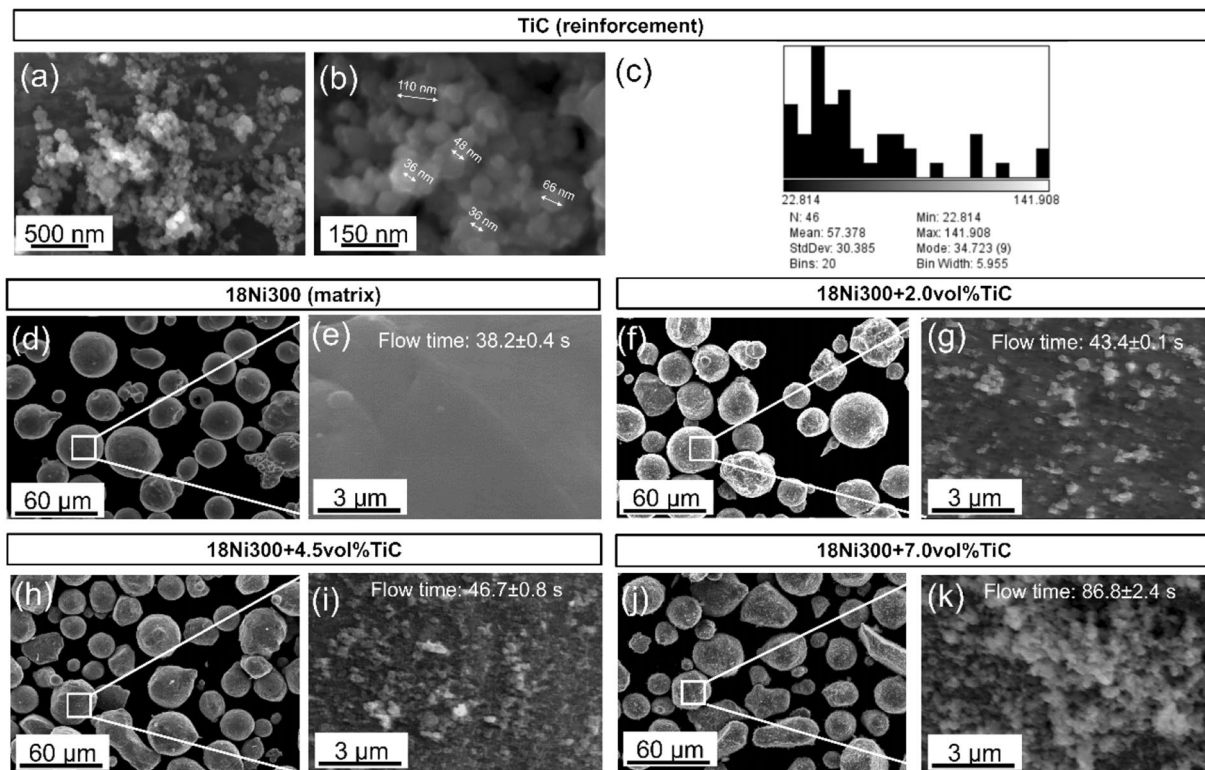 TiC (reinforcement)
(a)
500 nm
(b)
110 nm
48 nm
36 nm
66 nm
36 nm
150 nm
(c)
22.814 141.908
N: 46 Min: 22.814
Mean: 57.378 Max: 141.908
StdDev: 30.385 Mode: 34.723 (9)
Bins: 20 Bin Width: 5.955
18Ni300 (matrix)
(d)
60 µm
(e)
Flow time: 38.2±0.4 s
3 µm
18Ni300+2.0vol%TiC
(f)
60 µm
(g)
Flow time: 43.4±0.1 s
3 µm
18Ni300+4.5vol%TiC
(h)
60 µm
(i)
Flow time: 46.7±0.8 s
3 µm
18Ni300+7.0vol%TiC
(j)
60 µm
(k)
Flow time: 86.8±2.4 s
3 µm